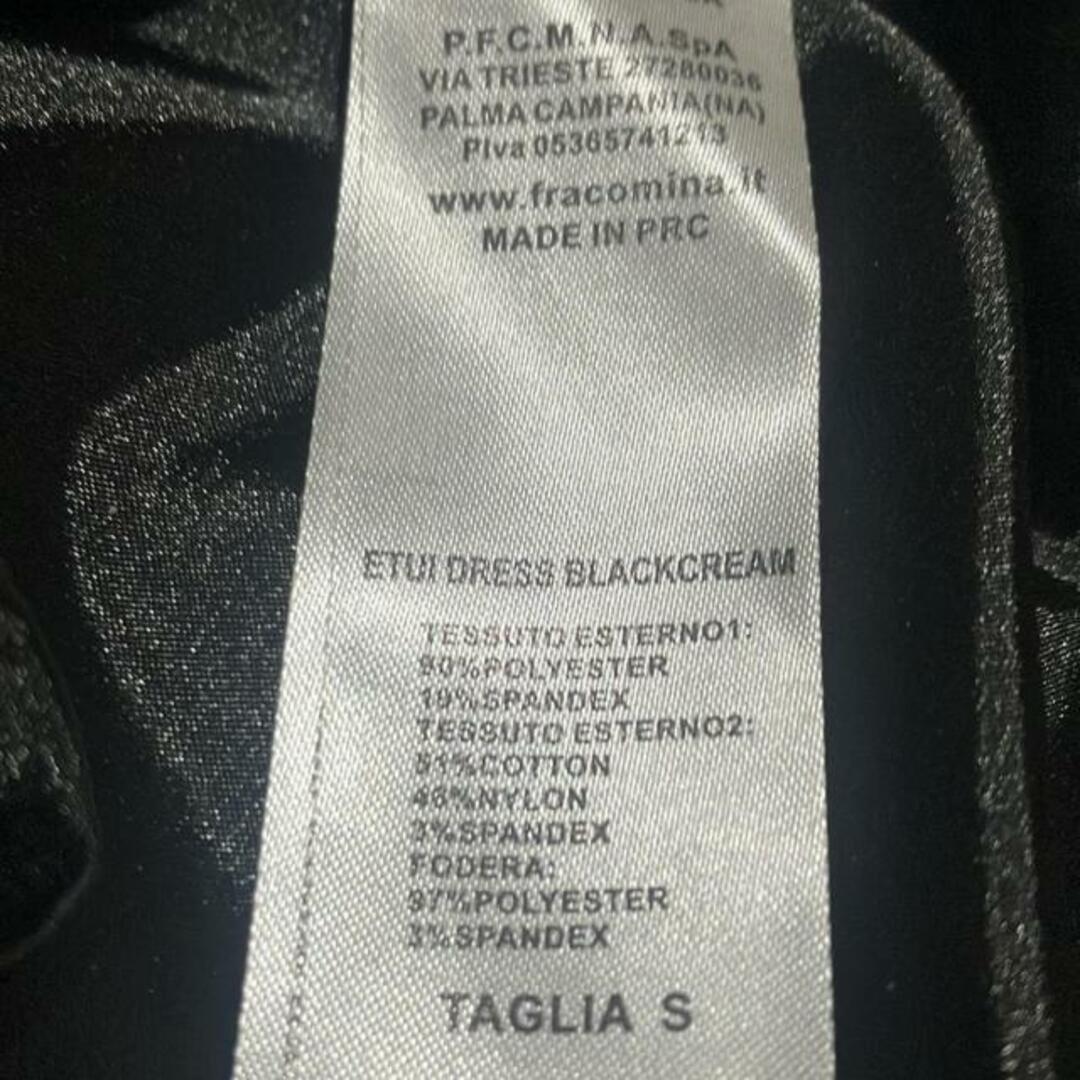 P.F.C.M.N.A.SpA
VIA TRIESTE 27280036
PALMA CAMPANIA(NA)
PIva 05365741213
www.fracomina.it
MADE IN PRC
ETUI DRESS BLACKCREAM
TESSUTO ESTERNO1:
90%POLYESTER
10%SPANDEX
TESSUTO ESTERNO2:
51%COTTON
46%NYLON
3%SPANDEX
FODERA:
97%POLYESTER
3%SPANDEX
TAGLIA S